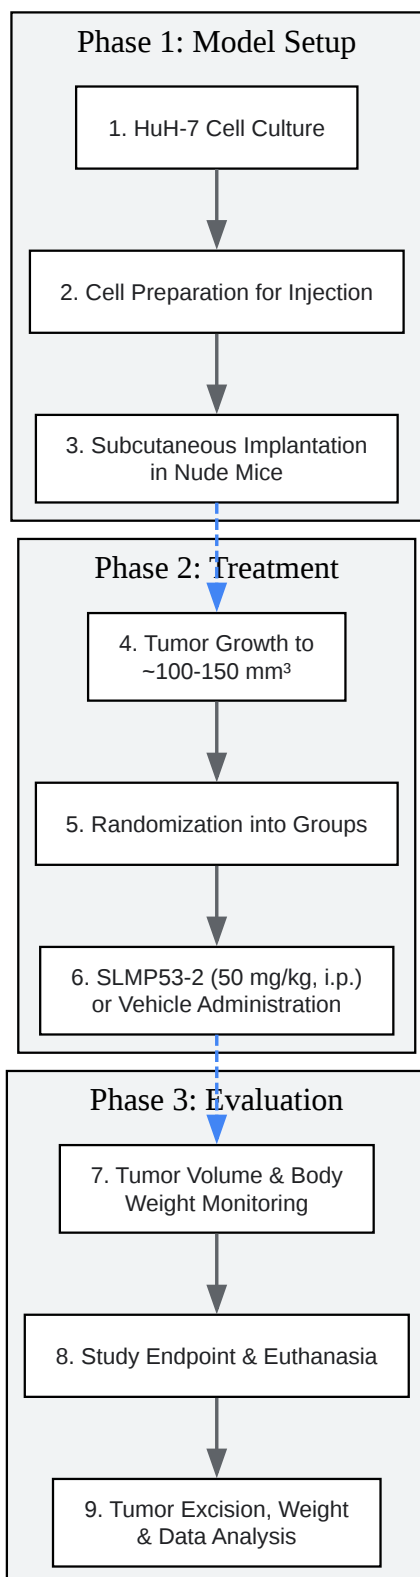 Phase 1: Model Setup
1. HuH-7 Cell Culture
2. Cell Preparation for Injection
3. Subcutaneous Implantation
in Nude Mice
Phase 2: Treatment
4. Tumor Growth to
~100-150 mm³
5. Randomization into Groups
6. SLMP53-2 (50 mg/kg, i.p.)
or Vehicle Administration
Phase 3: Evaluation
7. Tumor Volume & Body
Weight Monitoring
8. Study Endpoint & Euthanasia
9. Tumor Excision, Weight
& Data Analysis